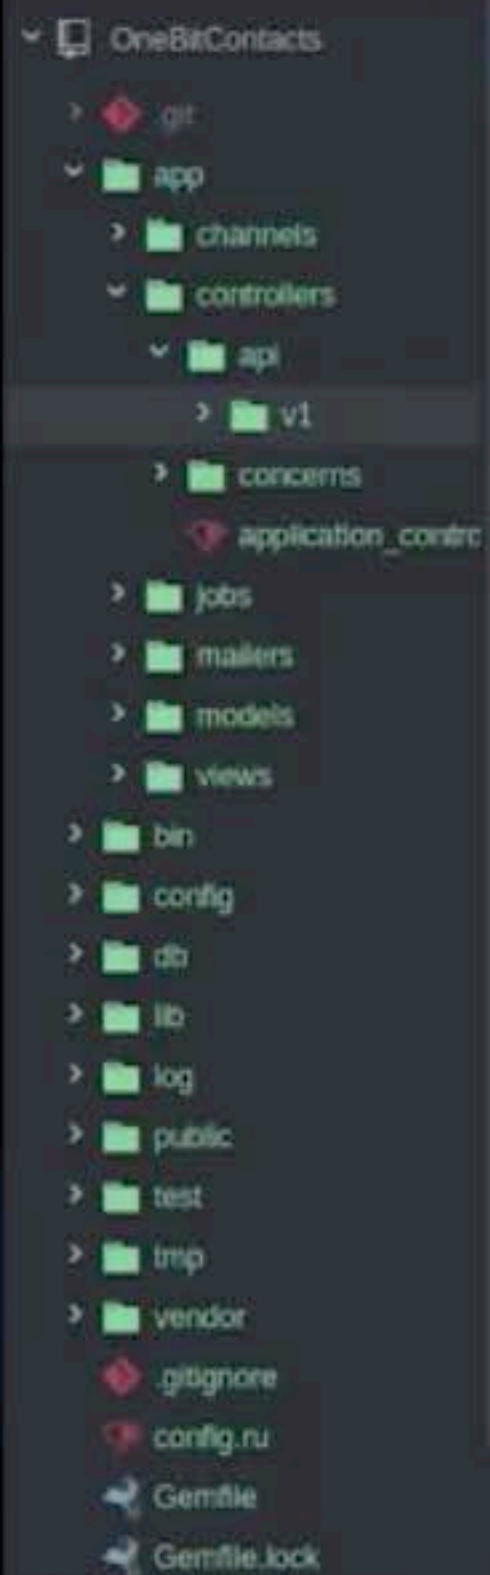 OneBitContacts
.git
app
channels
controllers
api
v1
concerns
application_contrc
jobs
mailers
models
views
bin
config
db
lib
log
public
test
tmp
vendor
.gitignore
config.ru
Gemfile
Gemfile.lock